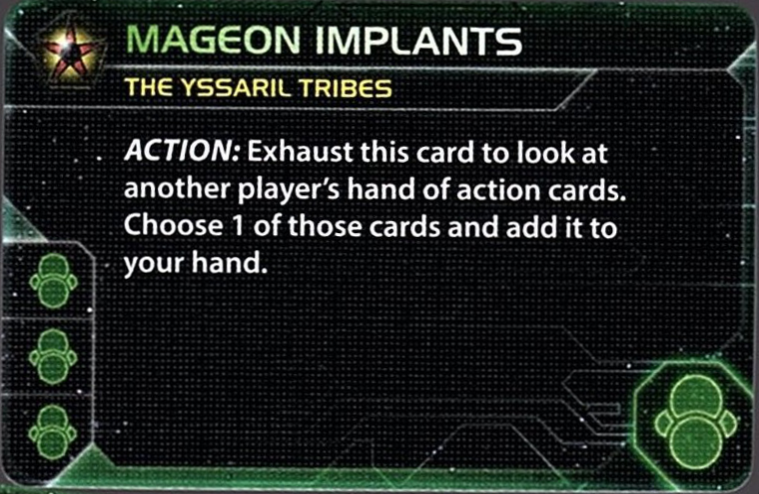 MAGEON IMPLANTS
THE YSSARIL TRIBES
ACTION: Exhaust this card to look at
another player's hand of action cards.
Choose 1 of those cards and add it to
your hand.